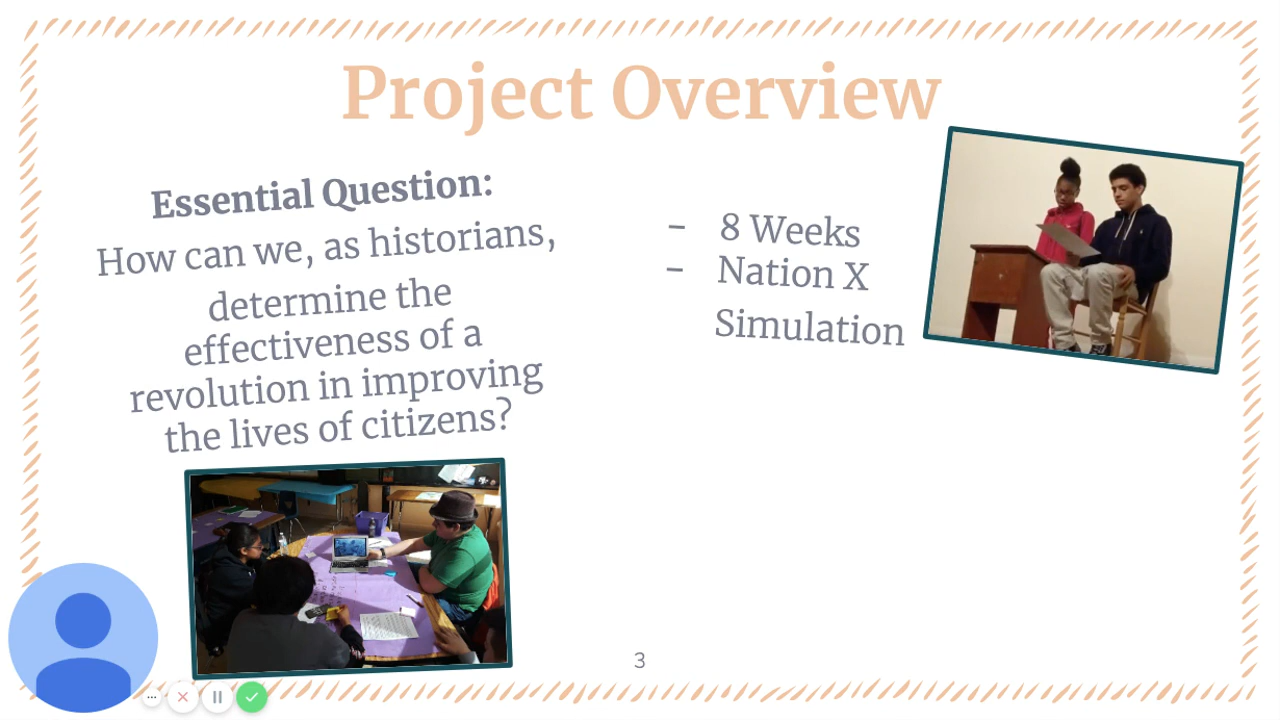 Project Overview
Essential Question:
How can we, as historians,
determine the
effectiveness of a
revolution in improving
the lives of citizens?
- 8 Weeks
- Nation X
Simulation
3